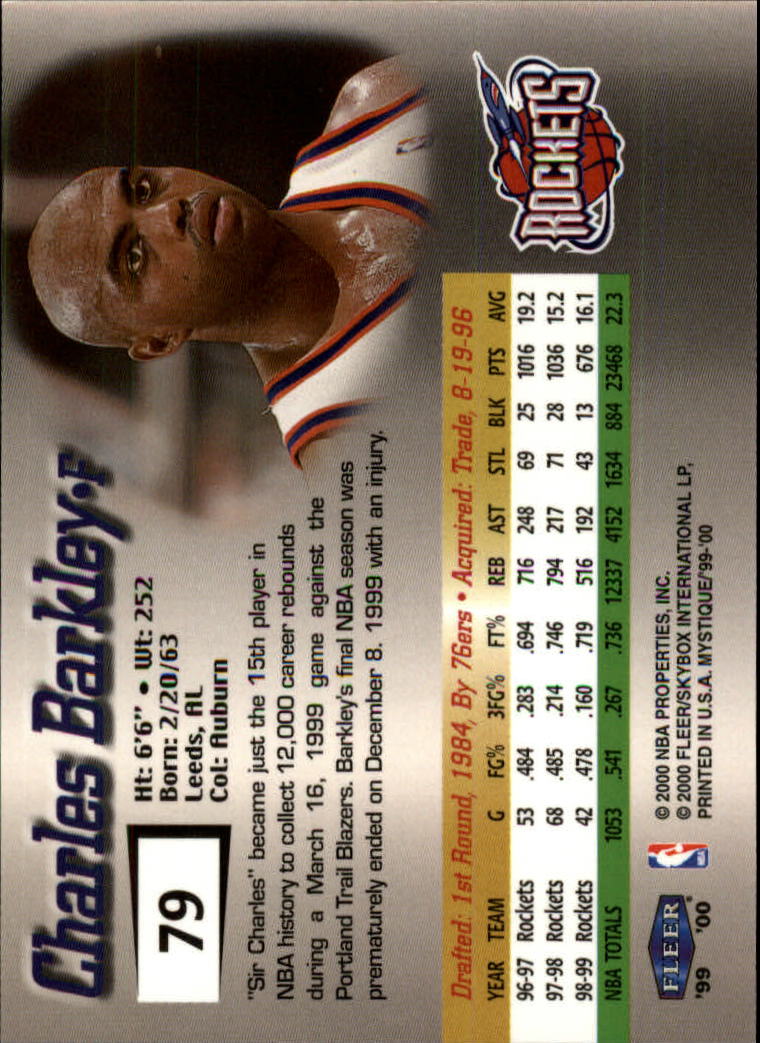 Charles Barkley•F
79
Ht: 6'6" • Wt: 252
Born: 2/20/63
Leeds, AL
Col: Auburn
"Sir Charles" became just the 15th player in
NBA history to collect 12,000 career rebounds
during a March 16, 1999 game against the
Portland Trail Blazers. Barkley's final NBA season was
prematurely ended on December 8, 1999 with an injury.
ROCKETS
Drafted: 1st Round, 1984, By 76ers • Acquired: Trade, 8-19-96
YEAR TEAM G FG% 3FG% FT% REB AST STL BLK PTS AVG
96-97 Rockets 53 .484 .283 .694 716 248 69 25 1016 19.2
97-98 Rockets 68 .485 .214 .746 794 217 71 28 1036 15.2
98-99 Rockets 42 .478 .160 .719 516 192 43 13 676 16.1
NBA TOTALS 1053 .541 .267 .736 12337 4152 1634 884 23468 22.3
FLEER®
'99 '00
NBA
© 2000 NBA PROPERTIES, INC.
© 2000 FLEER/SKYBOX INTERNATIONAL LP,
PRINTED IN U.S.A. MYSTIQUE/'99-'00